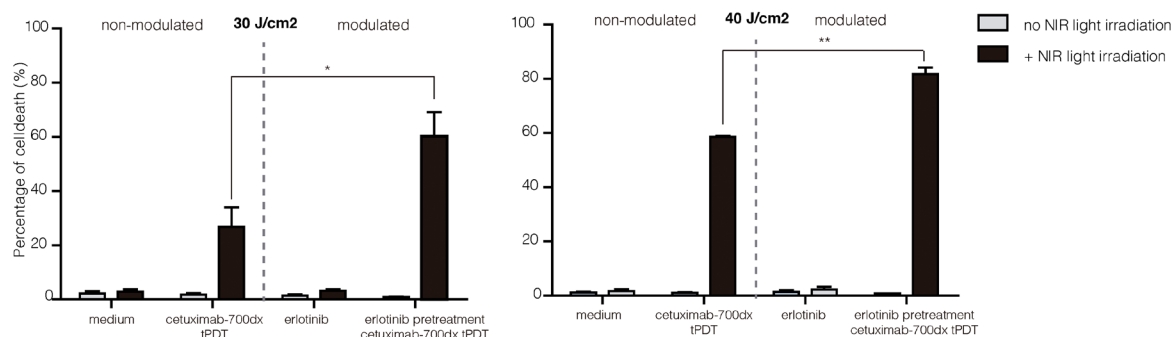 non-modulated 30 J/cm2 modulated
Percentage of celldeath (%)
100
80
60
40
20
0
*
medium cetuximab-700dx erlotinib erlotinib pretreatment
tPDT cetuximab-700dx tPDT
non-modulated 40 J/cm2 modulated
100
80
60
40
20
0
**
medium cetuximab-700dx erlotinib erlotinib pretreatment
tPDT cetuximab-700dx tPDT
no NIR light irradiation
+ NIR light irradiation